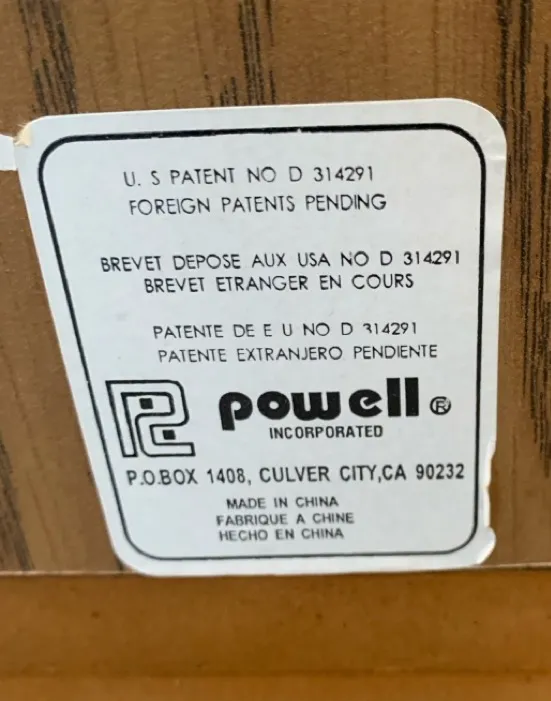 U. S PATENT NO D 314291
FOREIGN PATENTS PENDING
BREVET DEPOSE AUX USA NO D 314291
BREVET ETRANGER EN COURS
PATENTE DE E U NO D 314291
PATENTE EXTRANJERO PENDIENTE
powell ®
INCORPORATED
P.O.BOX 1408, CULVER CITY,CA 90232
MADE IN CHINA
FABRIQUE A CHINE
HECHO EN CHINA